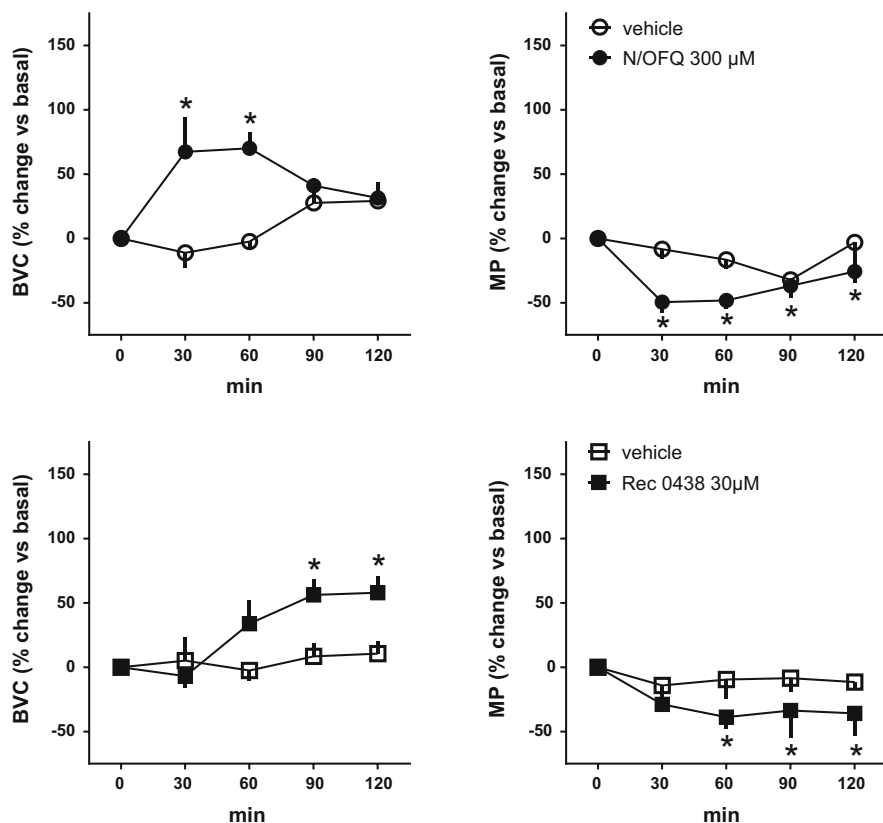 150
100
50
0
-50
BVC (% change vs basal)
*
*
0 30 60 90 120
min
150
100
50
0
-50
MP (% change vs basal)
vehicle
N/OFQ 300 µM
*
*
*
*
0 30 60 90 120
min
150
100
50
0
-50
BVC (% change vs basal)
*
*
0 30 60 90 120
min
150
100
50
0
-50
MP (% change vs basal)
vehicle
Rec 0438 30µM
*
*
*
0 30 60 90 120
min